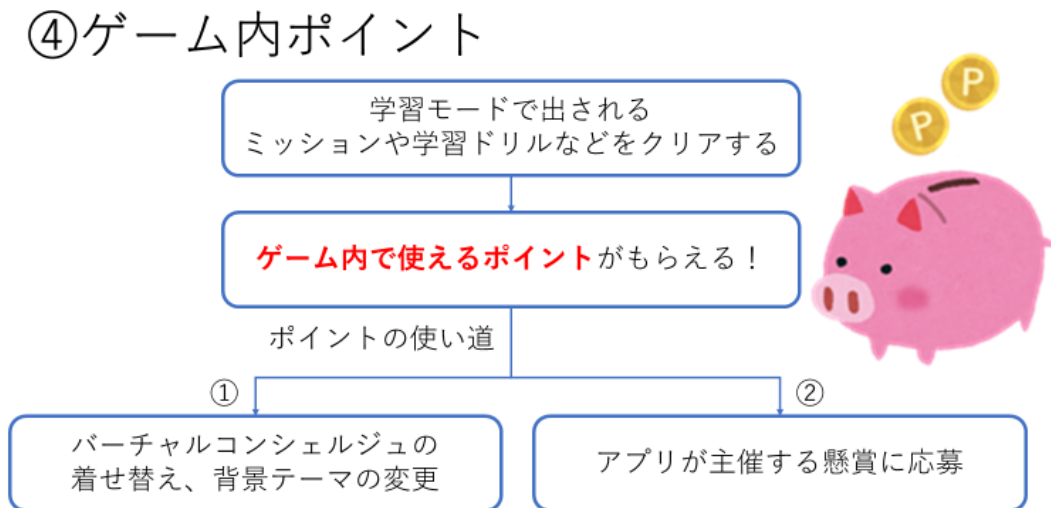 ④ゲーム内ポイント
P
P
学習モードで出される
ミッションや学習ドリルなどをクリアする
ゲーム内で使えるポイントがもらえる！
ポイントの使い道
①
②
バーチャルコンシェルジュの
着せ替え、背景テーマの変更
アプリが主催する懸賞に応募